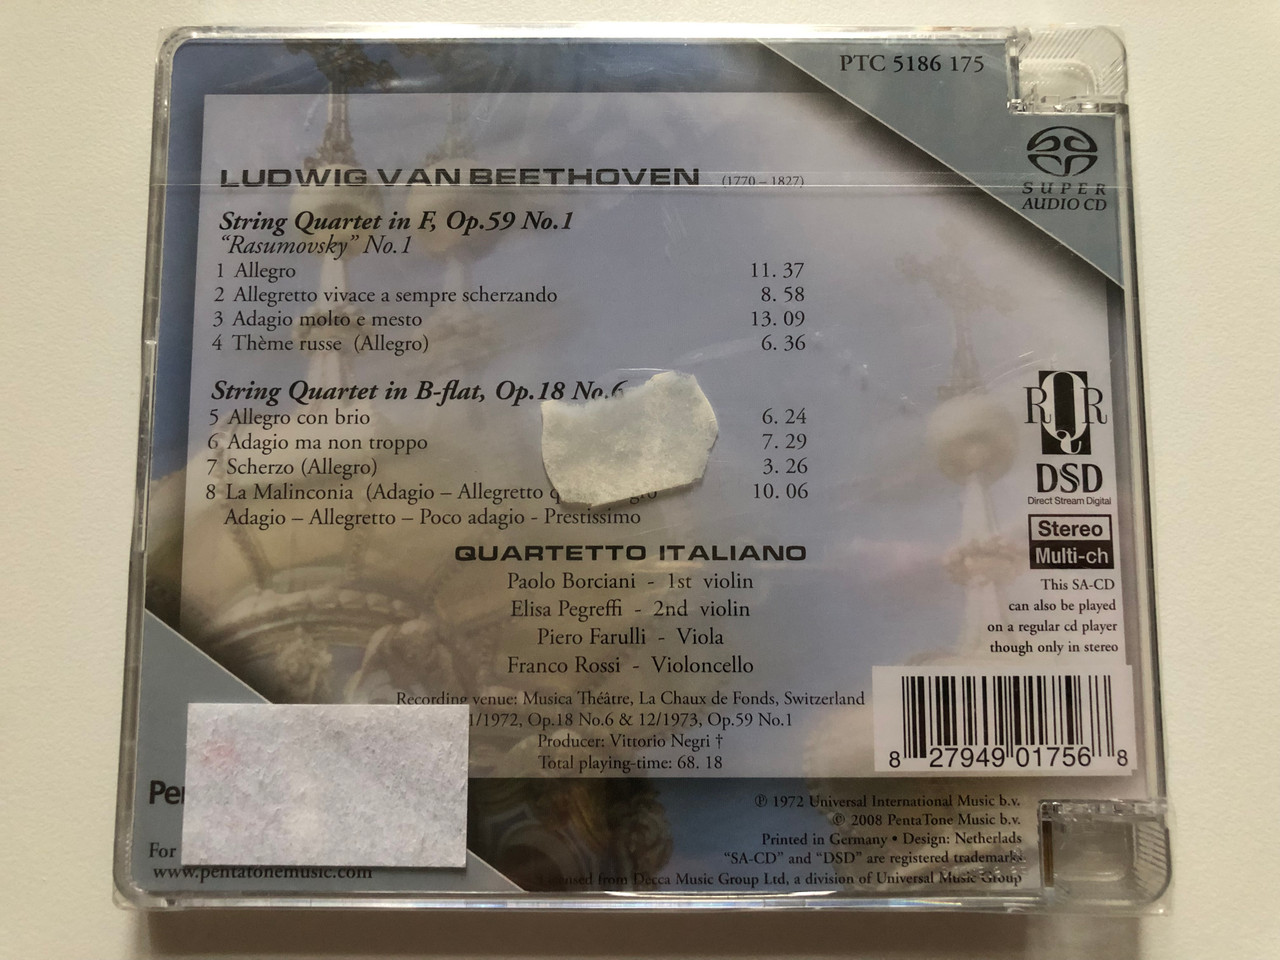 PTC 5186 175
SUPER
AUDIO CD
LUDWIG VAN BEETHOVEN (1770 – 1827)
String Quartet in F, Op.59 No.1
“Rasumovsky” No.1
1 Allegro 11. 37
2 Allegretto vivace a sempre scherzando 8. 58
3 Adagio molto e mesto 13. 09
4 Thème russe (Allegro) 6. 36
String Quartet in B-flat, Op.18 No.6
5 Allegro con brio 6. 24
6 Adagio ma non troppo 7. 29
7 Scherzo (Allegro) 3. 26
8 La Malinconia (Adagio – Allegretto 10. 06
Adagio – Allegretto – Poco adagio - Prestissimo
QUARTETTO ITALIANO
Paolo Borciani - 1st violin
Elisa Pegreffi - 2nd violin
Piero Farulli - Viola
Franco Rossi - Violoncello
Recording venue: Musica Théâtre, La Chaux de Fonds, Switzerland
1/1972, Op.18 No.6 & 12/1973, Op.59 No.1
Producer: Vittorio Negri †
Total playing-time: 68. 18
RQR
DSD
Direct Stream Digital
Stereo
Multi-ch
This SA-CD
can also be played
on a regular cd player
though only in stereo
8 27949 01756 8
For
www.pentatonemusic.com
℗ 1972 Universal International Music b.v.
℗ 2008 PentaTone Music b.v.
Printed in Germany • Design: Netherlads
“SA-CD” and “DSD” are registered trademarks
from Decca Music Group Ltd, a division of Universal Music Group